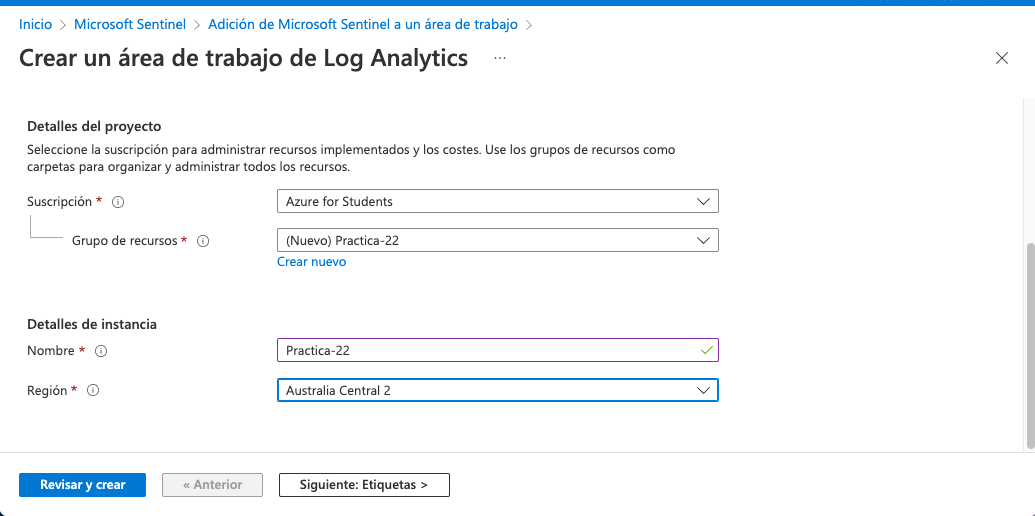 Inicio > Microsoft Sentinel > Adición de Microsoft Sentinel a un área de trabajo >
Crear un área de trabajo de Log Analytics ...
Detalles del proyecto
Seleccione la suscripción para administrar recursos implementados y los costes. Use los grupos de recursos como
carpetas para organizar y administrar todos los recursos.
Suscripción * Azure for Students
Grupo de recursos * (Nuevo) Practica-22
Crear nuevo
Detalles de instancia
Nombre * Practica-22
Región * Australia Central 2
Revisar y crear « Anterior Siguiente: Etiquetas >